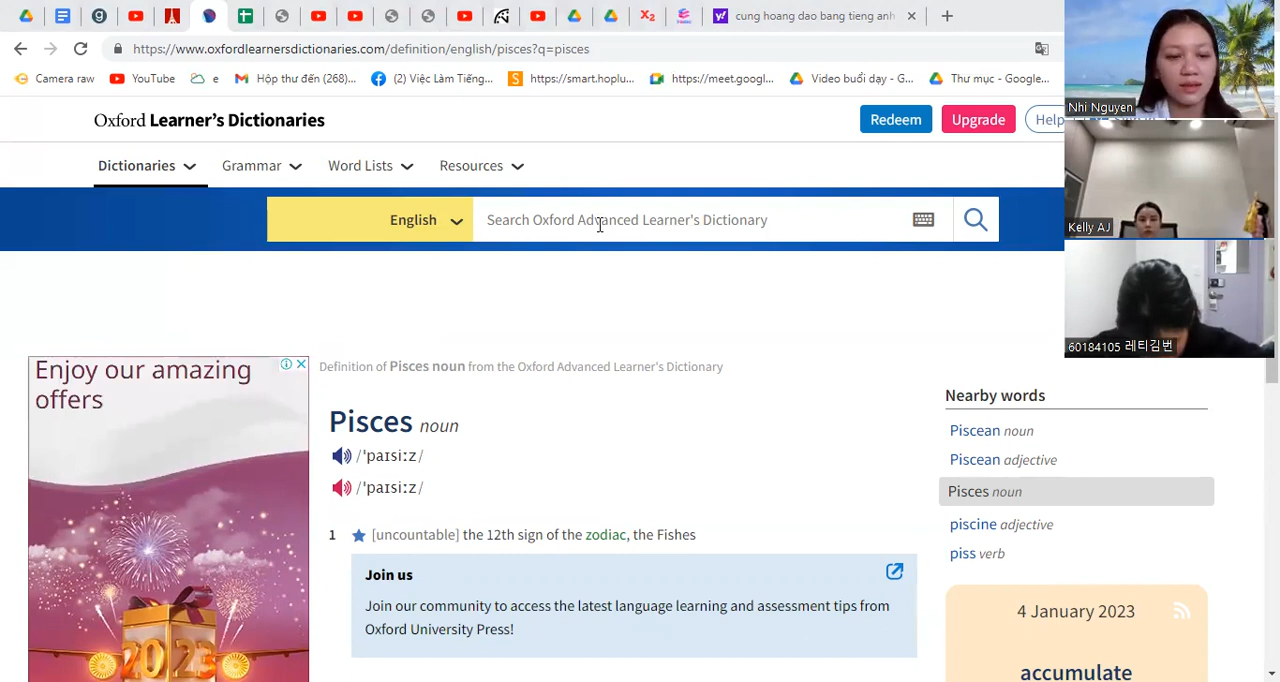 cung hoang dao bang tieng anh
https://www.oxfordlearnersdictionaries.com/definition/english/pisces?q=pisces
Camera raw
YouTube
Hộp thư đến (268)...
(2) Việc Làm Tiếng...
https://smart.hoplu...
https://meet.googl...
Video buổi dạy - G...
Thư mục - Google...
Nhi Nguyen
Oxford Learner's Dictionaries
Redeem
Upgrade
Help
Dictionaries
Grammar
Word Lists
Resources
English
Search Oxford Advanced Learner's Dictionary
Kelly AJ
60184105 레티김번
Enjoy our amazing
offers
Definition of Pisces noun from the Oxford Advanced Learner's Dictionary
Pisces noun
/ˈpaɪsiːz/
/ˈpaɪsiːz/
1 [uncountable] the 12th sign of the zodiac, the Fishes
Join us
Join our community to access the latest language learning and assessment tips from
Oxford University Press!
Nearby words
Piscean noun
Piscean adjective
Pisces noun
piscine adjective
piss verb
4 January 2023
accumulate
2023